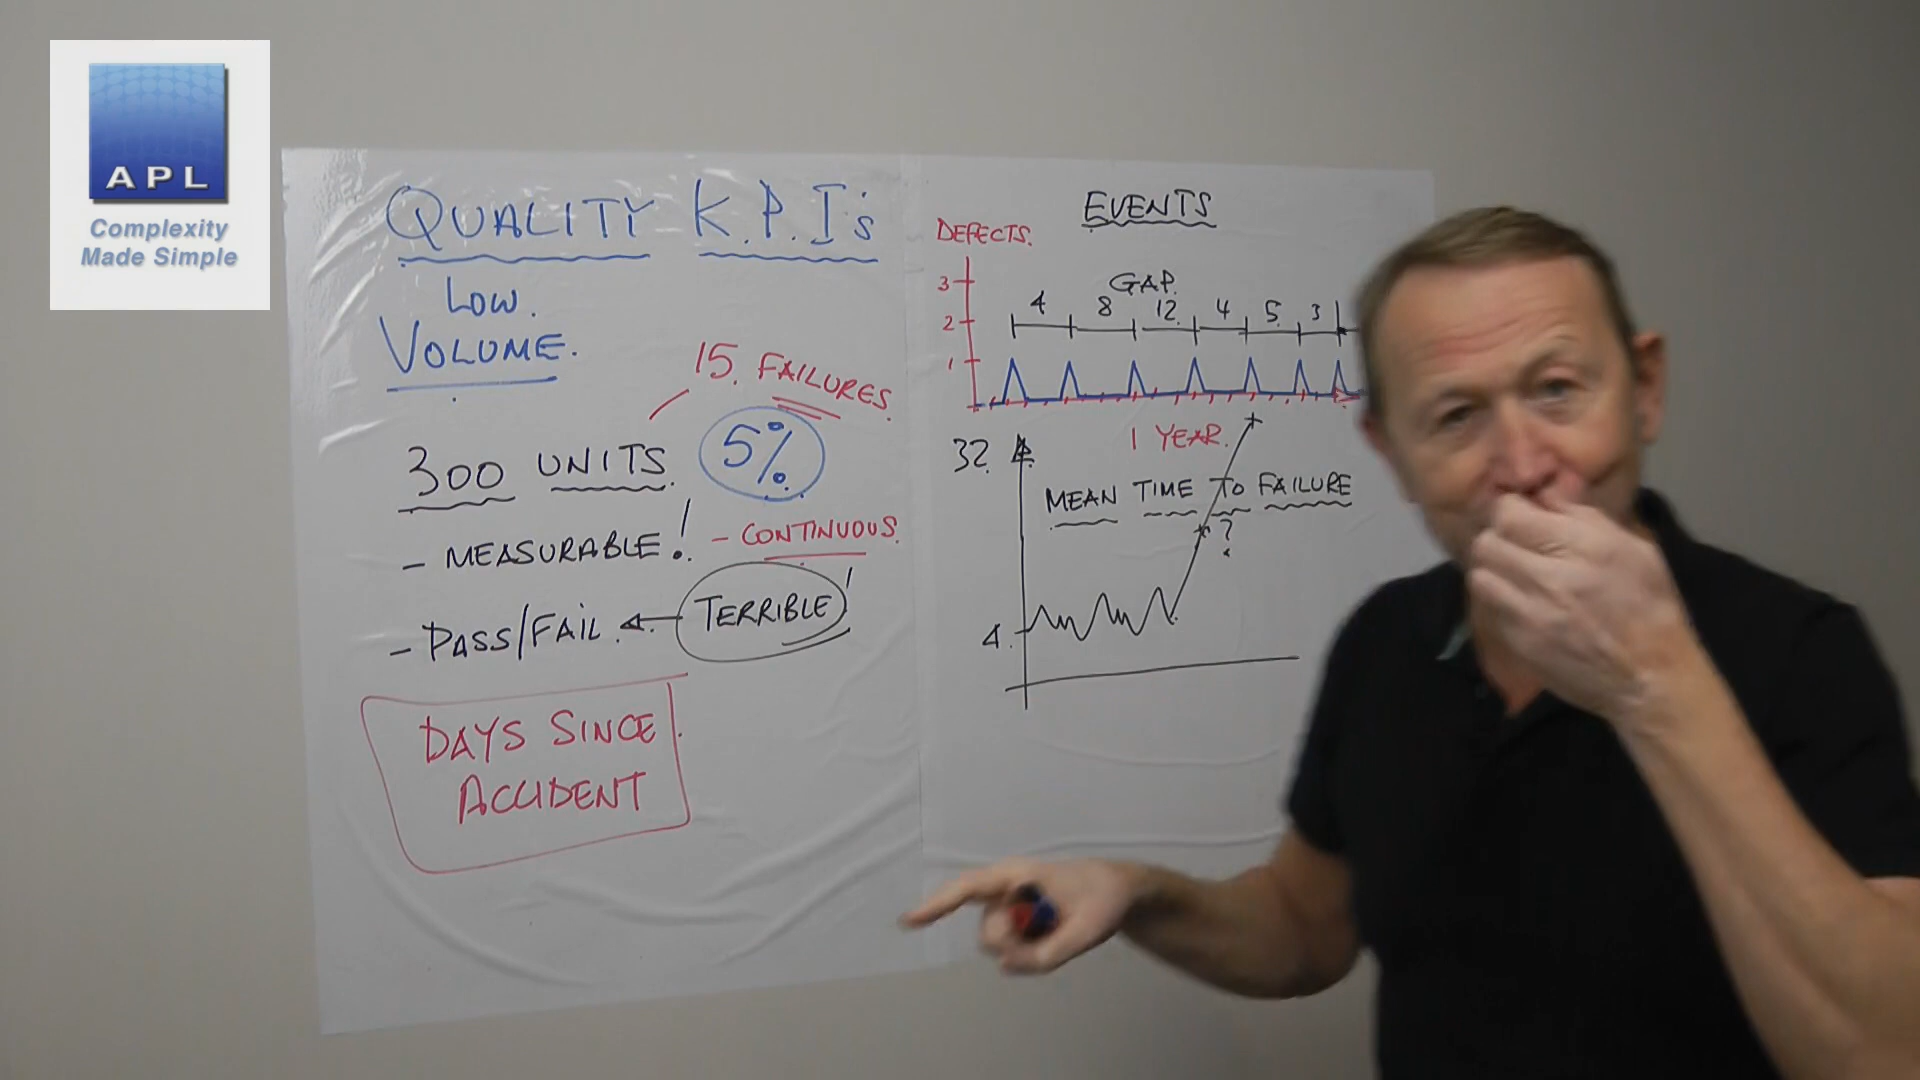 APL
Complexity
Made Simple
QUALITY K.P.I's
LOW.
VOLUME.
15. FAILURES.
300 UNITS.
5%
- MEASURABLE!
- CONTINUOUS.
- PASS/FAIL.
TERRIBLE!
DAYS SINCE
ACCIDENT
EVENTS
DEFECTS.
GAP.
4 8 12. 4 5. 3
3
2
1
1 YEAR.
32.
MEAN TIME TO FAILURE
?
4.